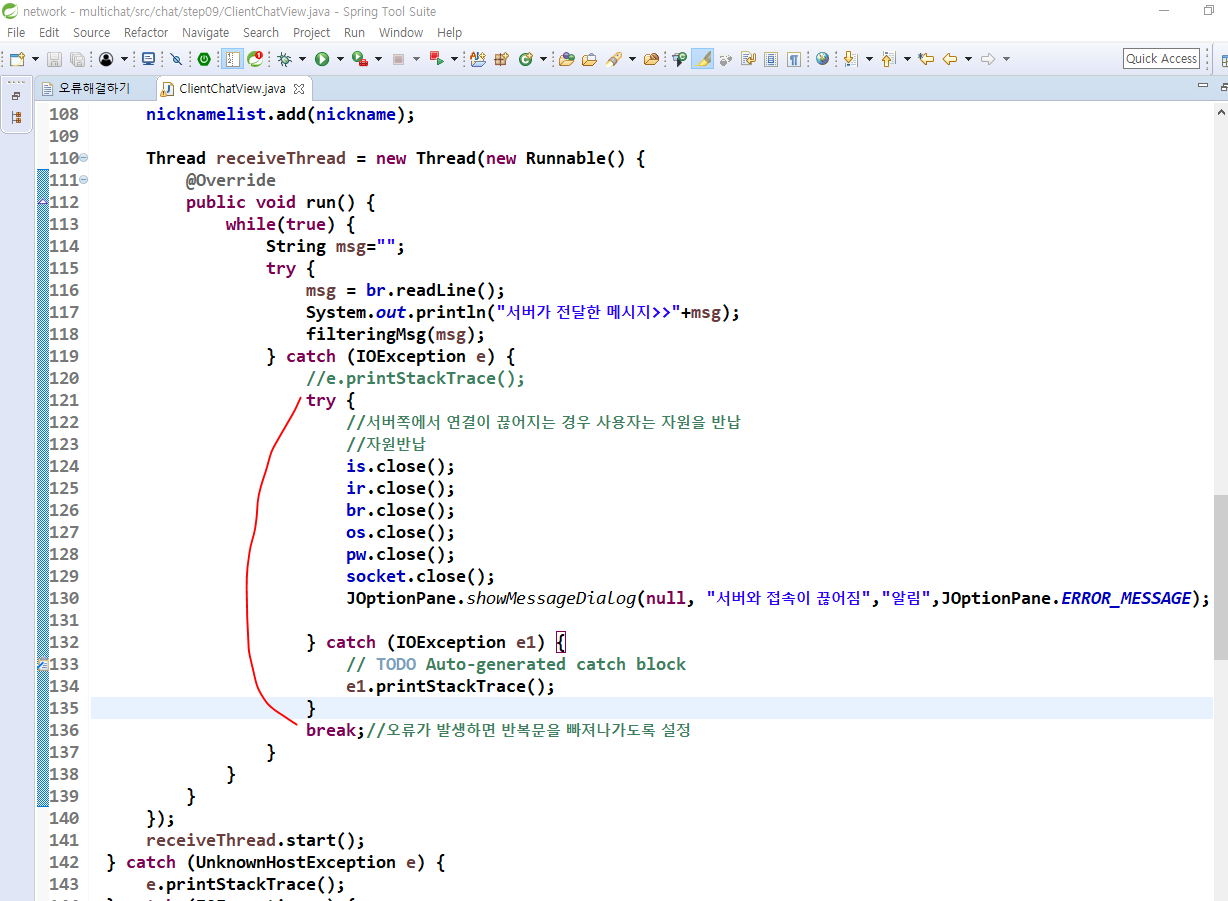 network - multichat/src/chat/step09/ClientChatView.java - Spring Tool Suite
File Edit Source Refactor Navigate Search Project Run Window Help
Quick Access
오류해결하기 ClientChatView.java
108 nicknamelist.add(nickname);
109
110 Thread receiveThread = new Thread(new Runnable() {
111 @Override
112 public void run() {
113 while(true) {
114 String msg="";
115 try {
116 msg = br.readLine();
117 System.out.println("서버가 전달한 메시지>>"+msg);
118 filteringMsg(msg);
119 } catch (IOException e) {
120 //e.printStackTrace();
121 try {
122 //서버쪽에서 연결이 끊어지는 경우 사용자는 자원을 반납
123 //자원반납
124 is.close();
125 ir.close();
126 br.close();
127 os.close();
128 pw.close();
129 socket.close();
130 JOptionPane.showMessageDialog(null, "서버와 접속이 끊어짐","알림",JOptionPane.ERROR_MESSAGE);
131
132 } catch (IOException e1) {
133 // TODO Auto-generated catch block
134 e1.printStackTrace();
135 }
136 break;//오류가 발생하면 반복문을 빠져나가도록 설정
137 }
138 }
139 }
140 });
141 receiveThread.start();
142 } catch (UnknownHostException e) {
143 e.printStackTrace();